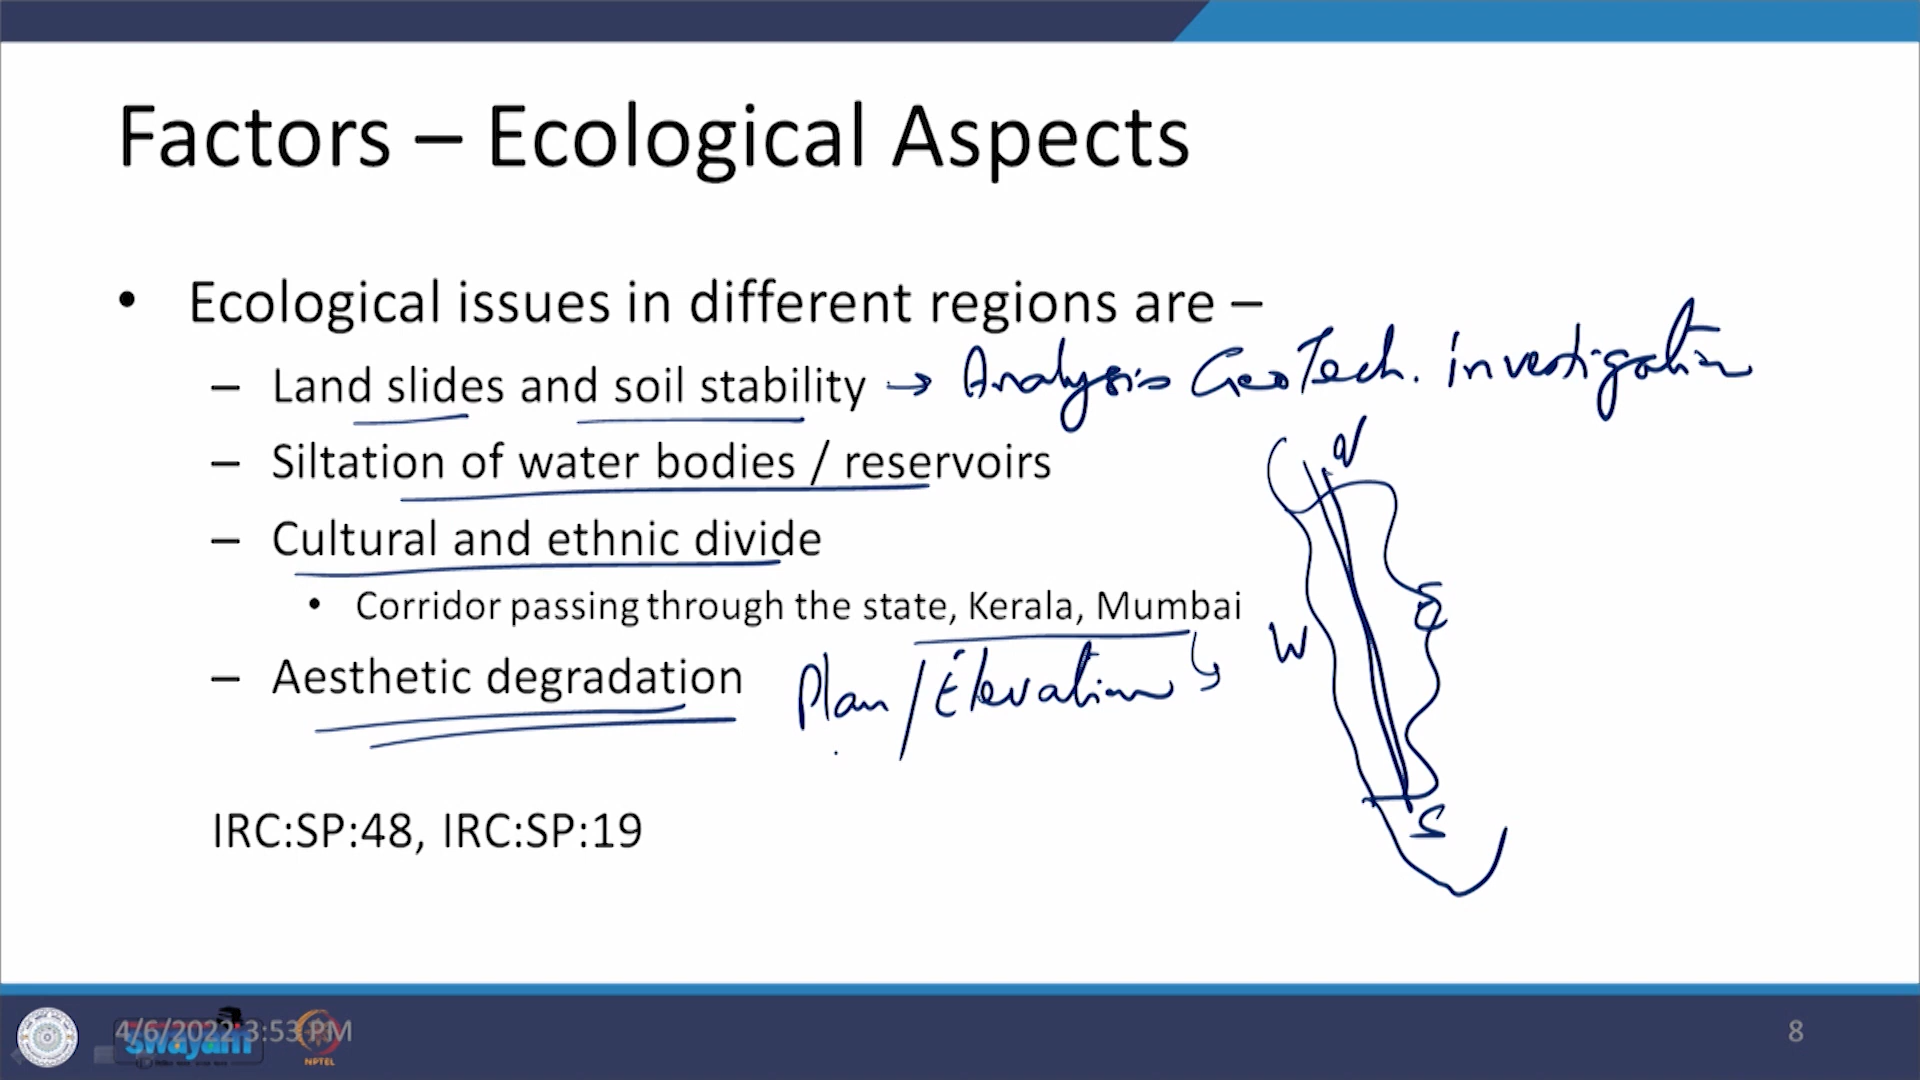 Factors – Ecological Aspects
• Ecological issues in different regions are –
– Land slides and soil stability → Analysis GeoTech. investigation
– Siltation of water bodies / reservoirs
N
– Cultural and ethnic divide
• Corridor passing through the state, Kerala, Mumbai
E
W
– Aesthetic degradation Plan / Elevation
S
IRC:SP:48, IRC:SP:19
4/6/2022 3:53 PM
swayam
NPTEL
8